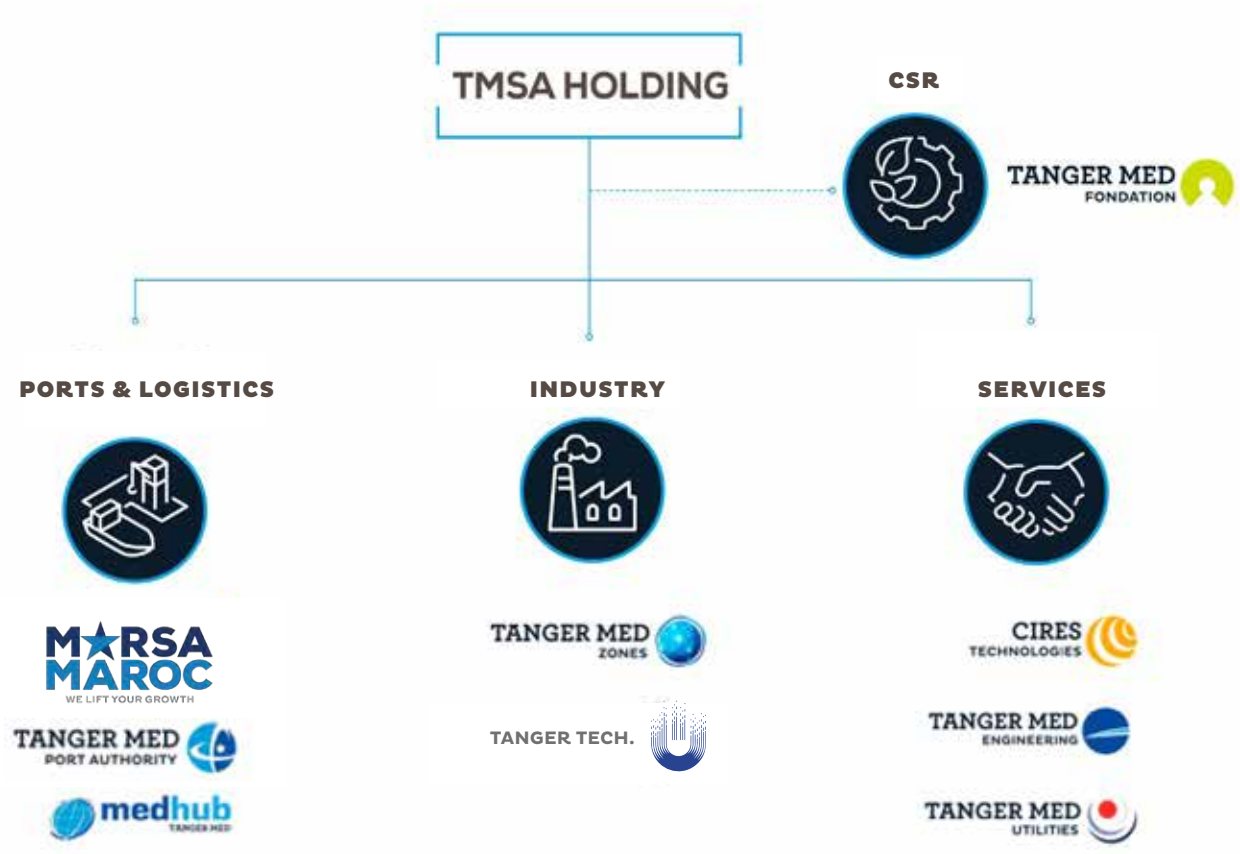 TMSA HOLDING
CSR
TANGER MED
FONDATION
PORTS & LOGISTICS
INDUSTRY
SERVICES
MARSA
MAROC
WE LIFT YOUR GROWTH
TANGER MED
PORT AUTHORITY
medhub
TANGER MED
TANGER MED
ZONES
TANGER TECH.
CIRES
TECHNOLOGIES
TANGER MED
ENGINEERING
TANGER MED
UTILITIES